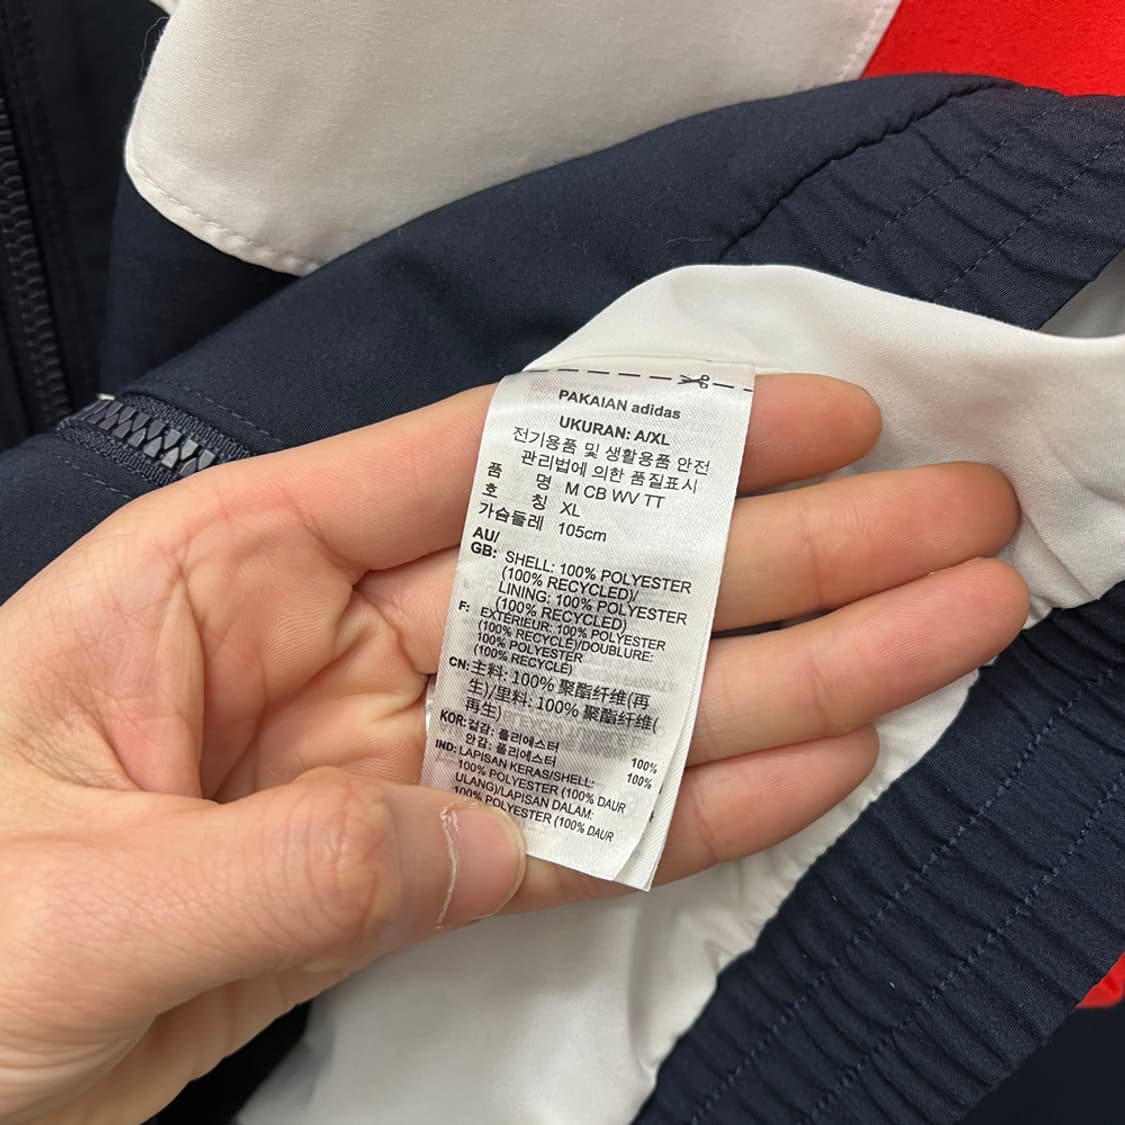 PAKAIAN adidas
UKURAN: A/XL
전기용품 및 생활용품 안전
관리법에 의한 품질표시
품 명 M CB WV TT
호 칭 XL
가슴둘레 105cm
AU/
GB: SHELL: 100% POLYESTER
(100% RECYCLED)/
LINING: 100% POLYESTER
(100% RECYCLED)
F: EXTÉRIEUR: 100% POLYESTER
(100% RECYCLÉ)/DOUBLURE:
100% POLYESTER
(100% RECYCLÉ)
CN: 主料: 100% 聚酯纤维(再
生)/里料: 100% 聚酯纤维(
再生)
KOR: 겉감: 폴리에스터 100%
안감: 폴리에스터 100%
IND: LAPISAN KERAS/SHELL:
100% POLYESTER (100% DAUR
ULANG)/LAPISAN DALAM:
100% POLYESTER (100% DAUR